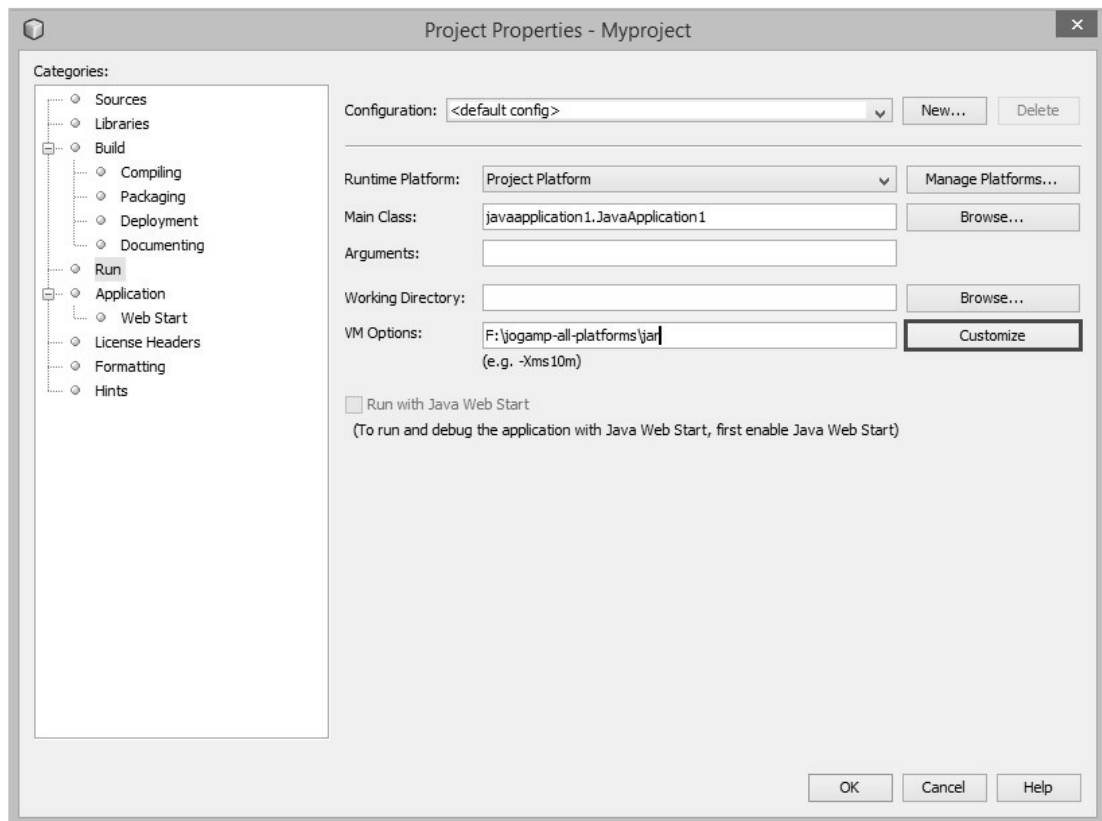 Project Properties - Myproject
Categories:
Sources
Libraries
Build
Compiling
Packaging
Deployment
Documenting
Run
Application
Web Start
License Headers
Formatting
Hints
Configuration: <default config> New... Delete
Runtime Platform: Project Platform Manage Platforms...
Main Class: javaapplication1.JavaApplication1 Browse...
Arguments:
Working Directory: Browse...
VM Options: F:\jogamp-all-platforms\jar Customize
(e.g. -Xms10m)
Run with Java Web Start
(To run and debug the application with Java Web Start, first enable Java Web Start)
OK Cancel Help